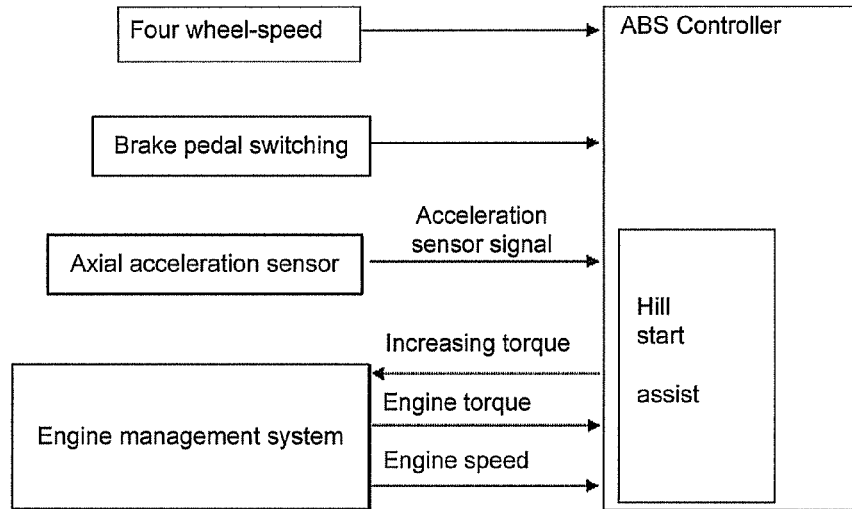 Four wheel-speed
ABS Controller
Brake pedal switching
Acceleration
sensor signal
Axial acceleration sensor
Hill
start
assist
Increasing torque
Engine torque
Engine management system
Engine speed